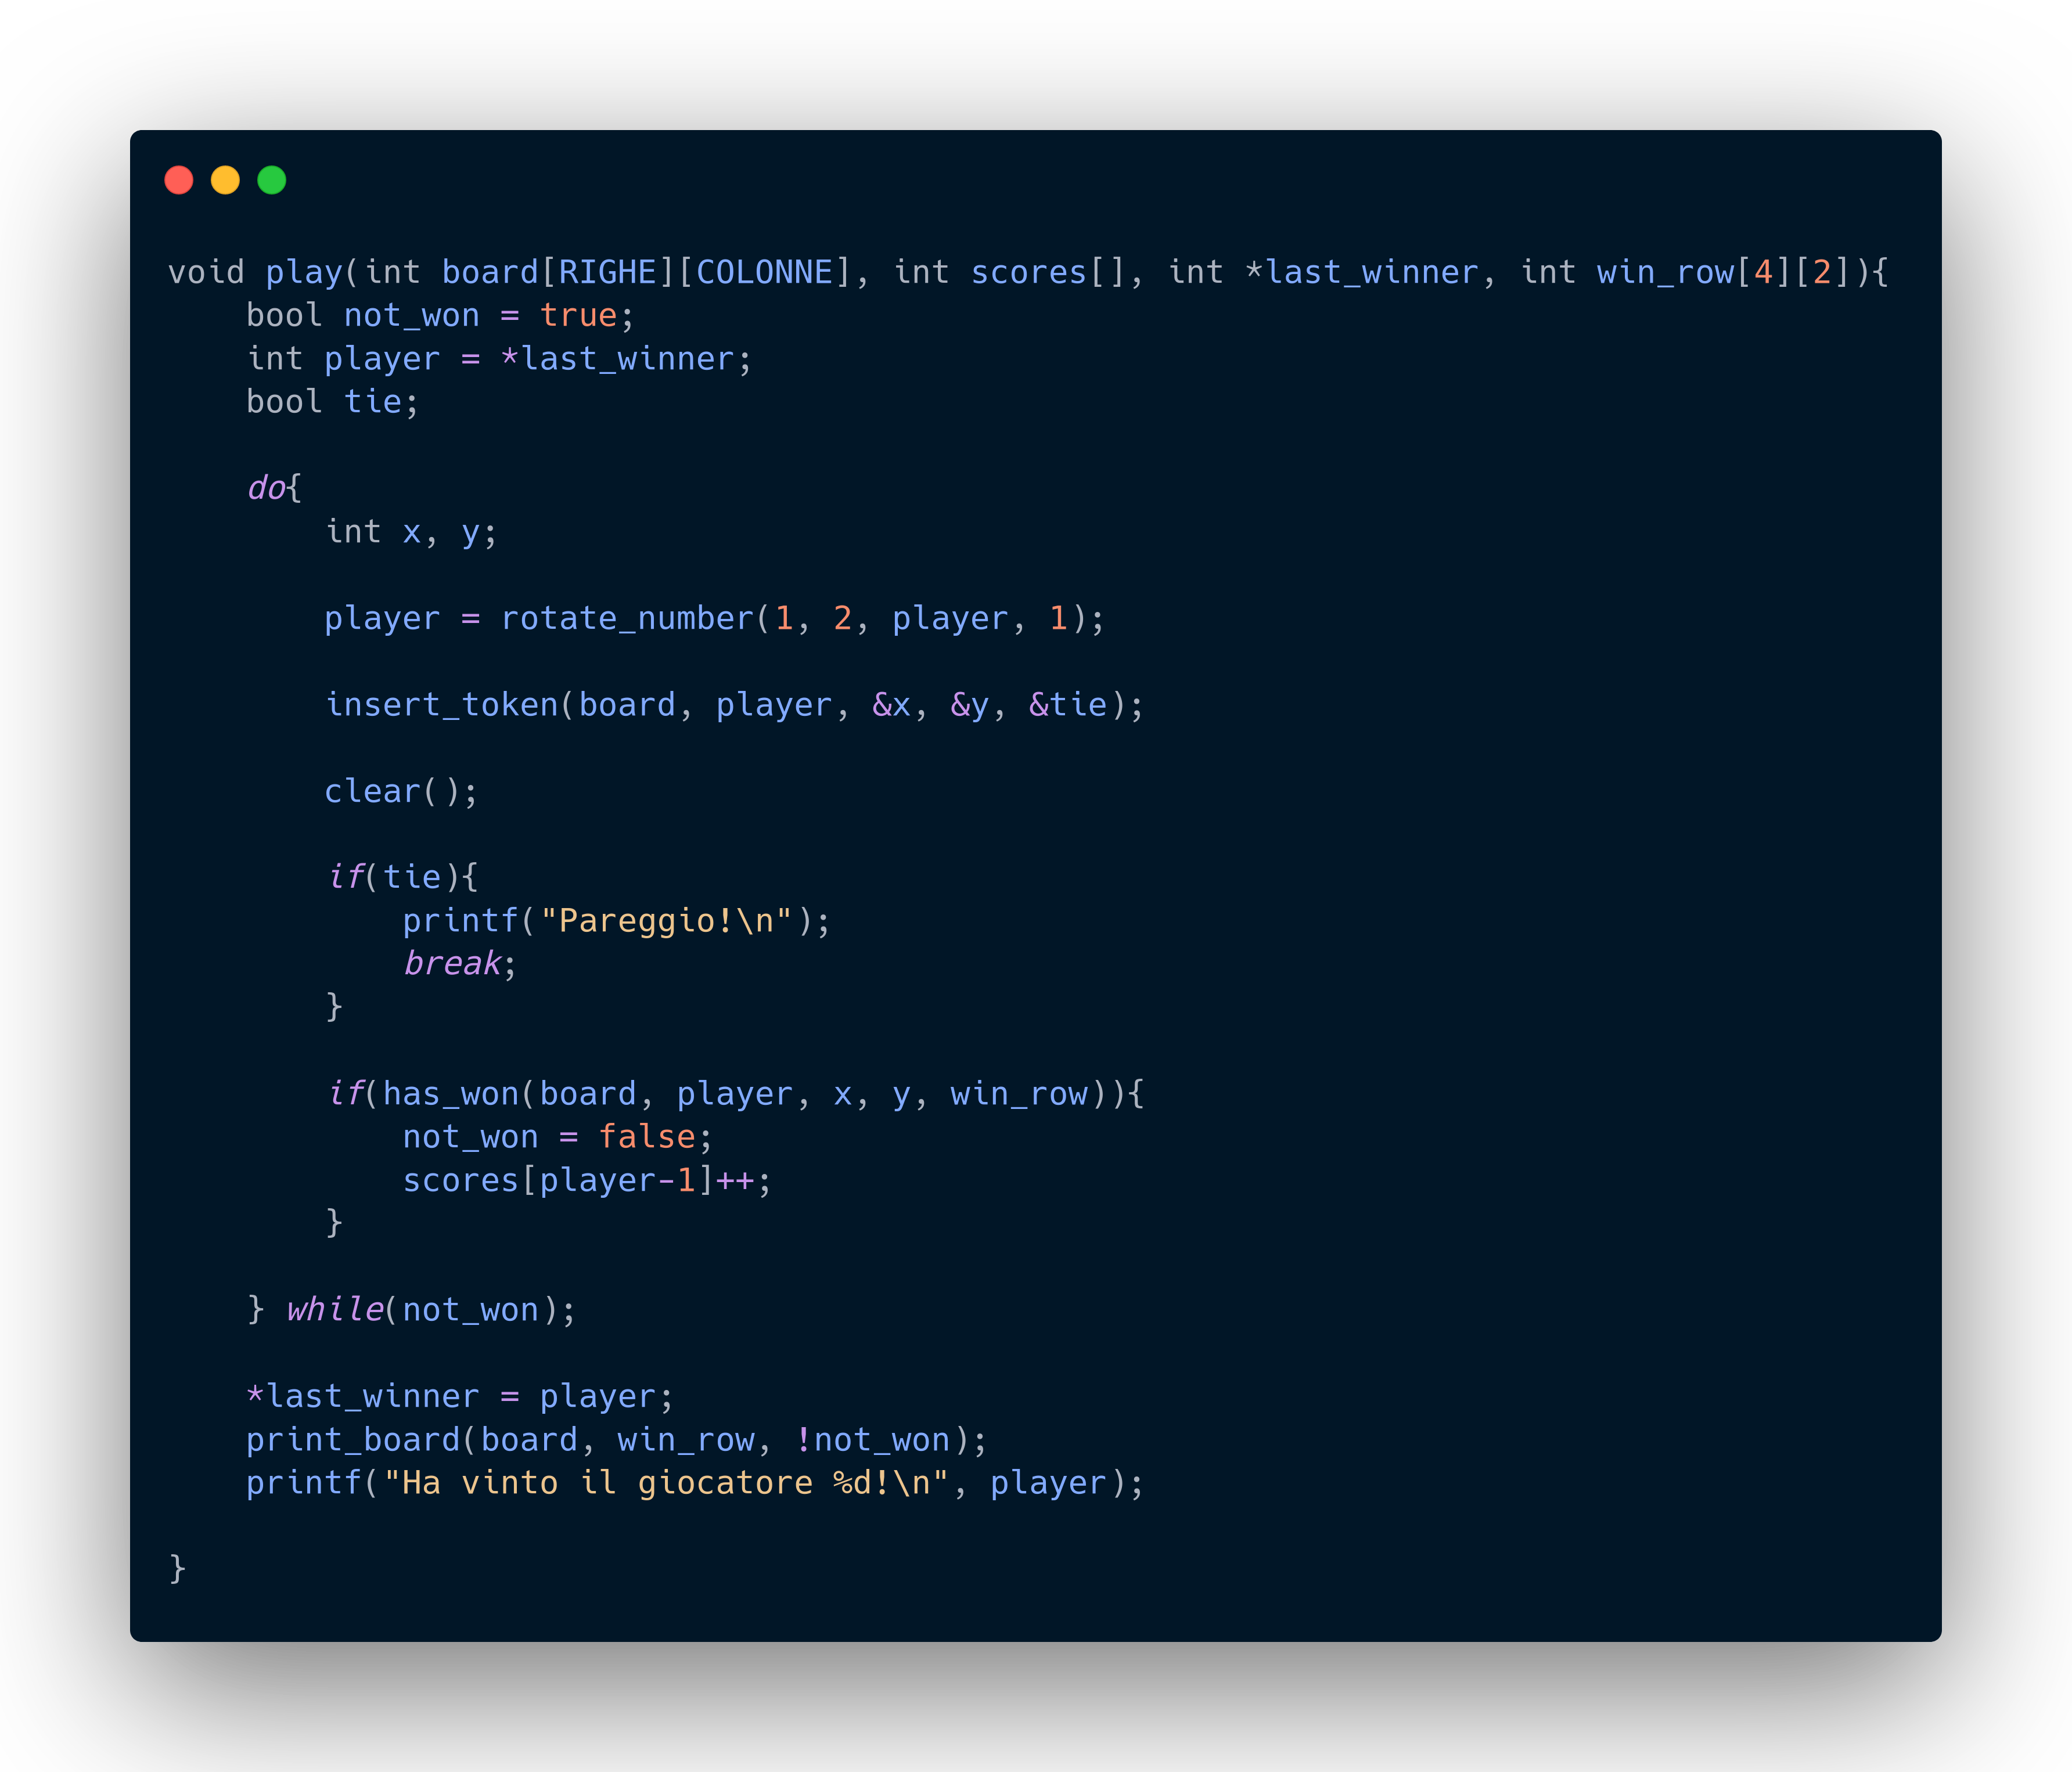 void play(int board[RIGHE][COLONNE], int scores[], int *last_winner, int win_row[4][2]){
    bool not_won = true;
    int player = *last_winner;
    bool tie;

    do{
        int x, y;

        player = rotate_number(1, 2, player, 1);

        insert_token(board, player, &x, &y, &tie);

        clear();

        if(tie){
            printf("Pareggio!\n");
            break;
        }

        if(has_won(board, player, x, y, win_row)){
            not_won = false;
            scores[player-1]++;
        }

    } while(not_won);

    *last_winner = player;
    print_board(board, win_row, !not_won);
    printf("Ha vinto il giocatore %d!\n", player);

}